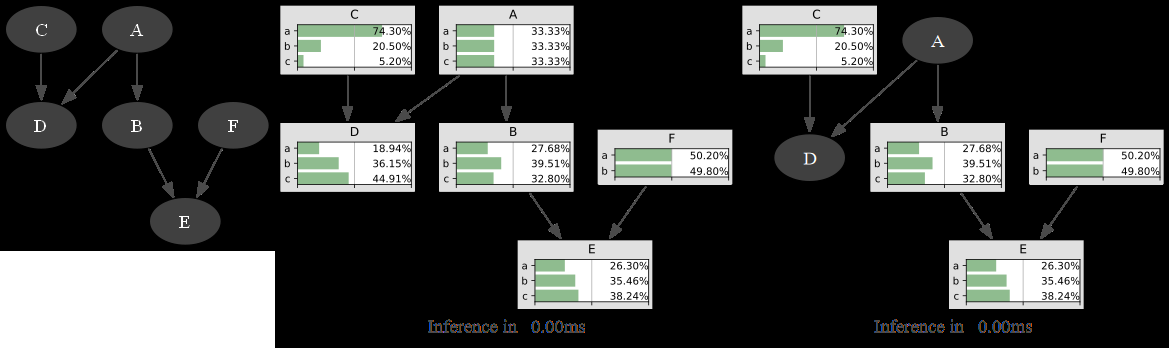 C A
D B F
E
C
a 74.30%
b 20.50%
c 5.20%
A
a 33.33%
b 33.33%
c 33.33%
D
a 18.94%
b 36.15%
c 44.91%
B
a 27.68%
b 39.51%
c 32.80%
F
a 50.20%
b 49.80%
E
a 26.30%
b 35.46%
c 38.24%
Inference in 0.00ms
C
a 74.30%
b 20.50%
c 5.20%
A
D
B
a 27.68%
b 39.51%
c 32.80%
F
a 50.20%
b 49.80%
E
a 26.30%
b 35.46%
c 38.24%
Inference in 0.00ms